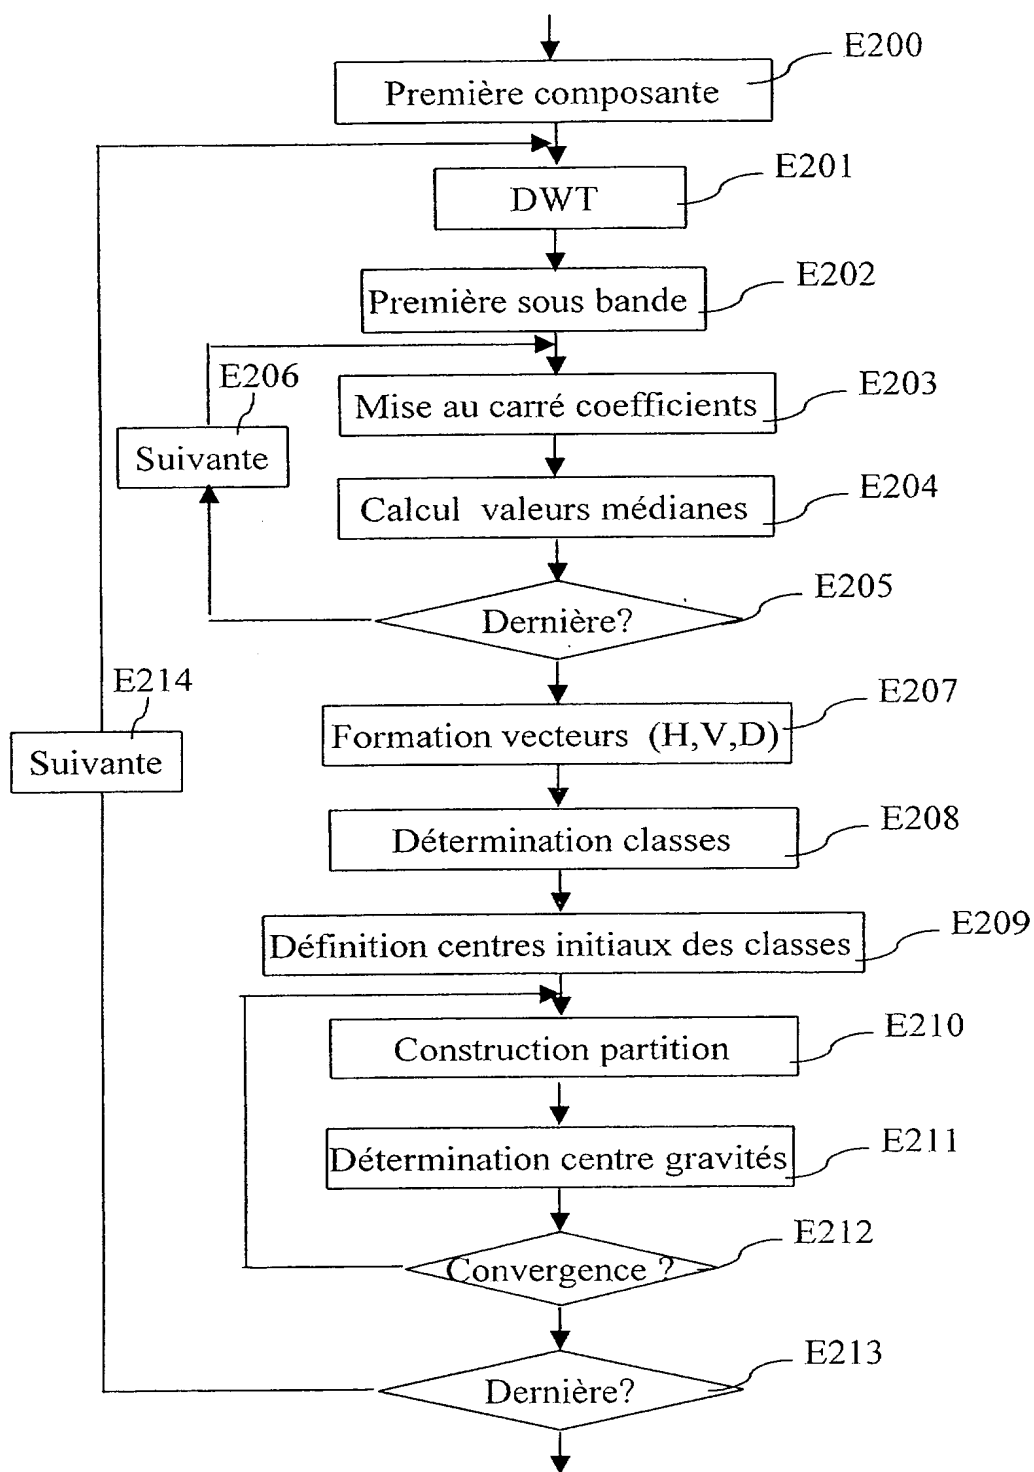 E200
Première composante
E201
DWT
E202
Première sous bande
E206
E203
Mise au carré coefficients
Suivante
E204
Calcul valeurs médianes
E205
Dernière?
E214
E207
Formation vecteurs (H,V,D)
Suivante
E208
Détermination classes
E209
Définition centres initiaux des classes
E210
Construction partition
E211
Détermination centre gravités
E212
Convergence ?
E213
Dernière?